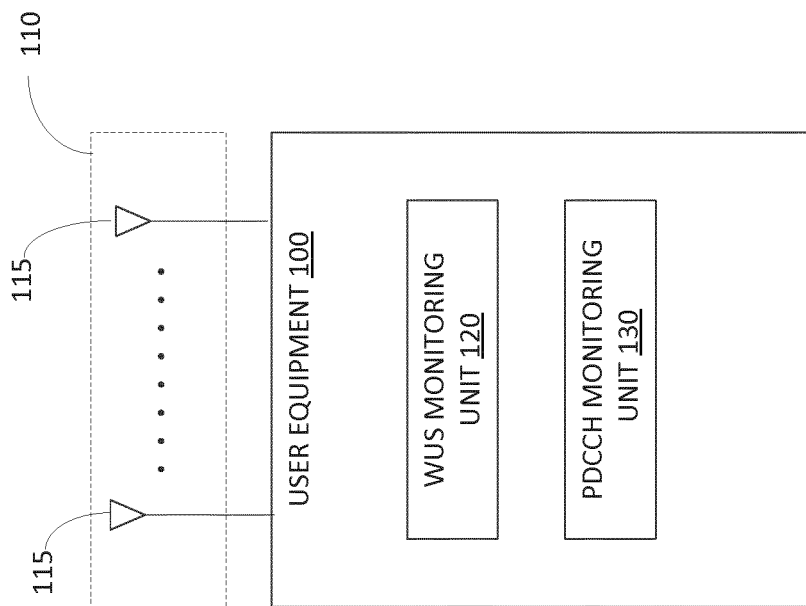 110
115
115
USER EQUIPMENT 100
WUS MONITORING
UNIT 120
PDCCH MONITORING
UNIT 130